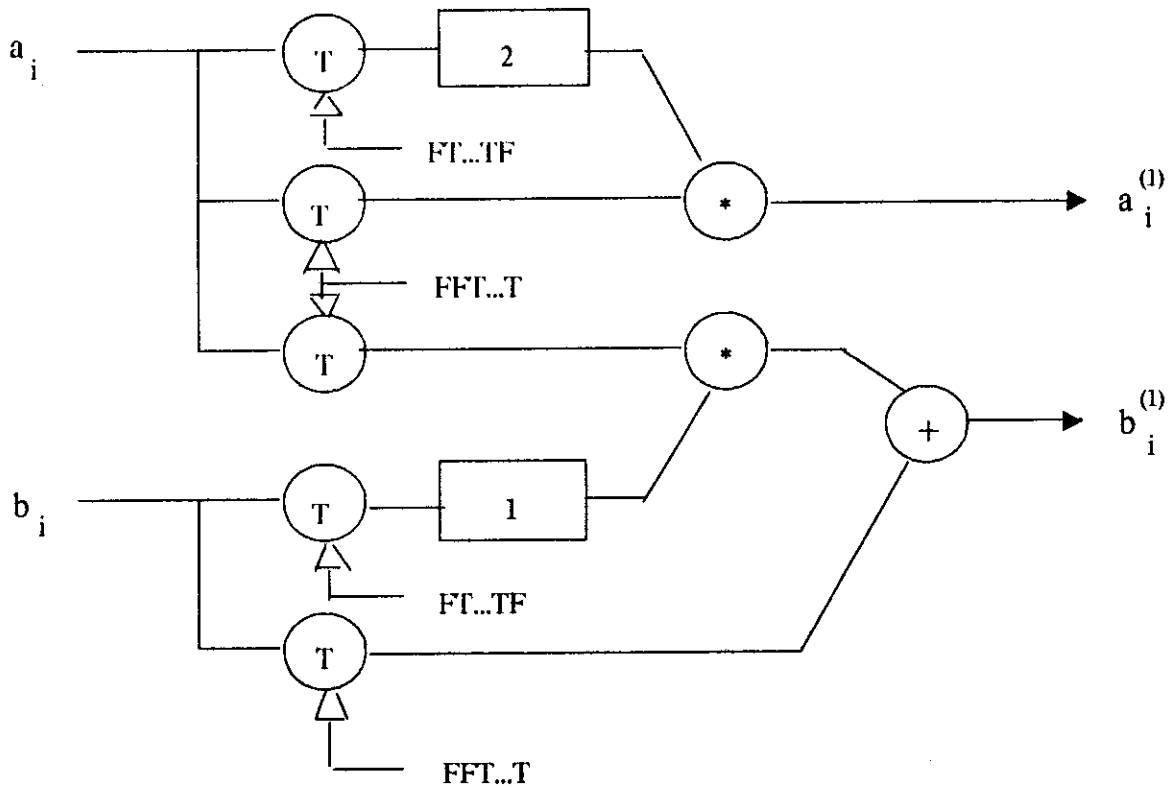 a i T 2
FT...TF
T * a i (1)
FFT...T
T *
+ b i (1)
b i T 1
FT...TF
T
FFT...T